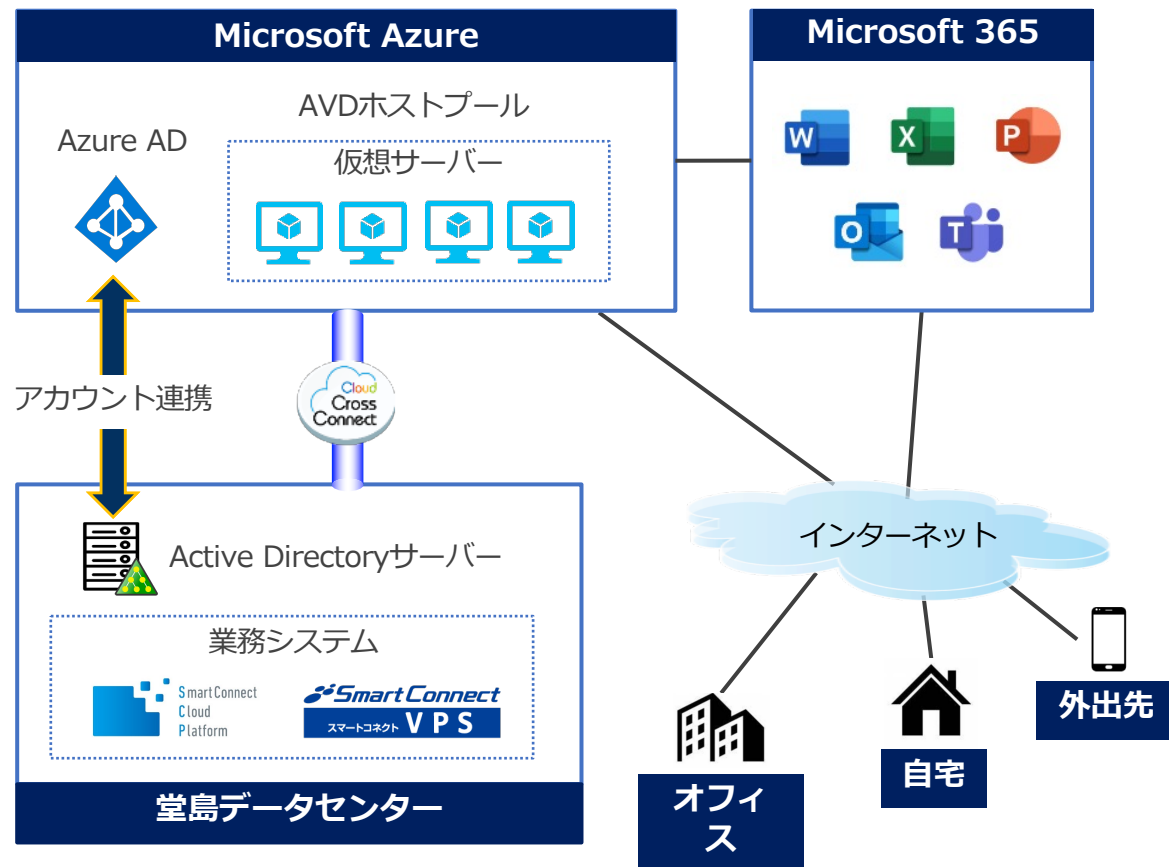 Microsoft Azure
Microsoft 365
AVDホストプール
Azure AD
仮想サーバー
W
X
P
O
T
アカウント連携
Cloud
Cross
Connect
Active Directoryサーバー
インターネット
業務システム
SmartConnect
Cloud
Platform
SmartConnect
スマートコネクト VPS
堂島データセンター
オフィ
ス
自宅
外出先